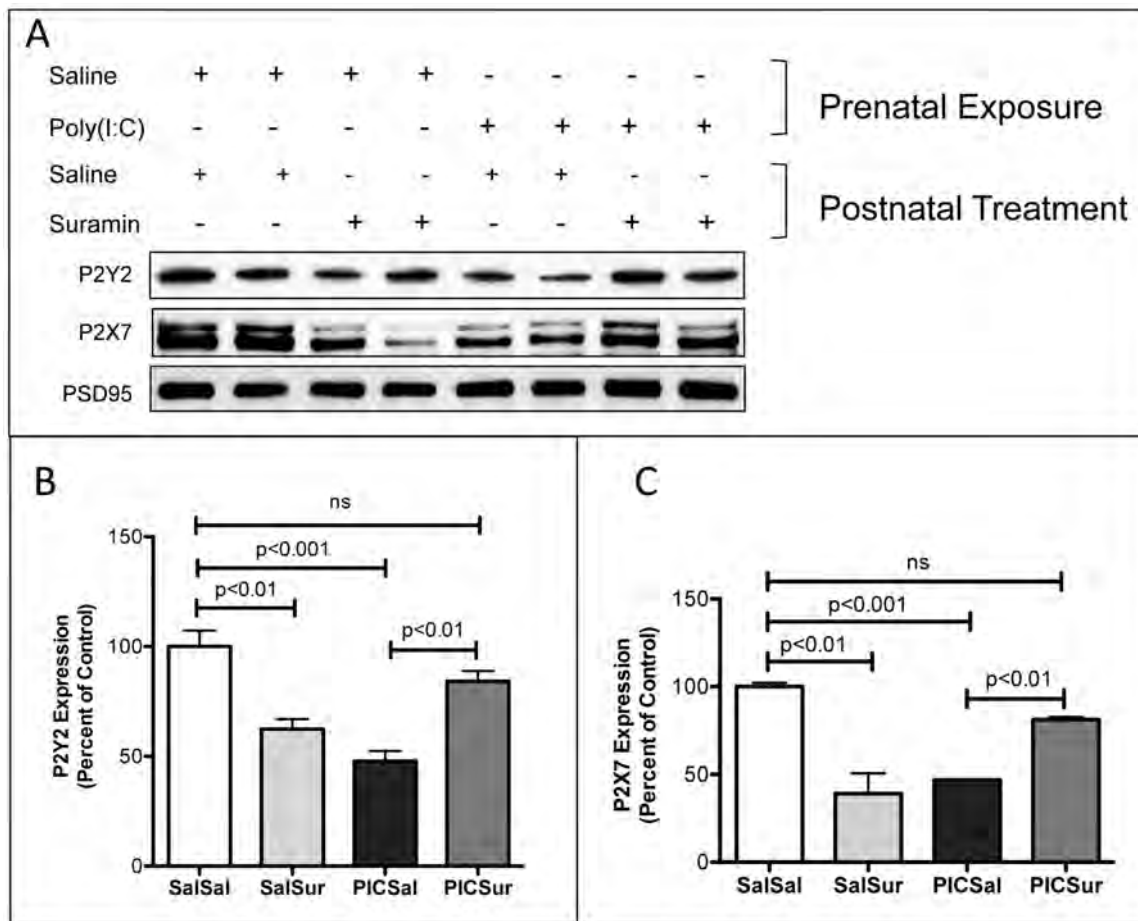 A
Saline + + + + - - - -
Prenatal Exposure
Poly(I:C) - - - - + + + +
Saline + + - - + + - -
Postnatal Treatment
Suramin - - + + - - + +
P2Y2
P2X7
PSD95
B
ns
p<0.001
p<0.01
p<0.01
150
100
50
0
P2Y2 Expression
(Percent of Control)
SalSal SalSur PICSal PICSur
C
ns
p<0.001
p<0.01
p<0.01
150
100
50
0
P2X7 Expression
(Percent of Control)
SalSal SalSur PICSal PICSur